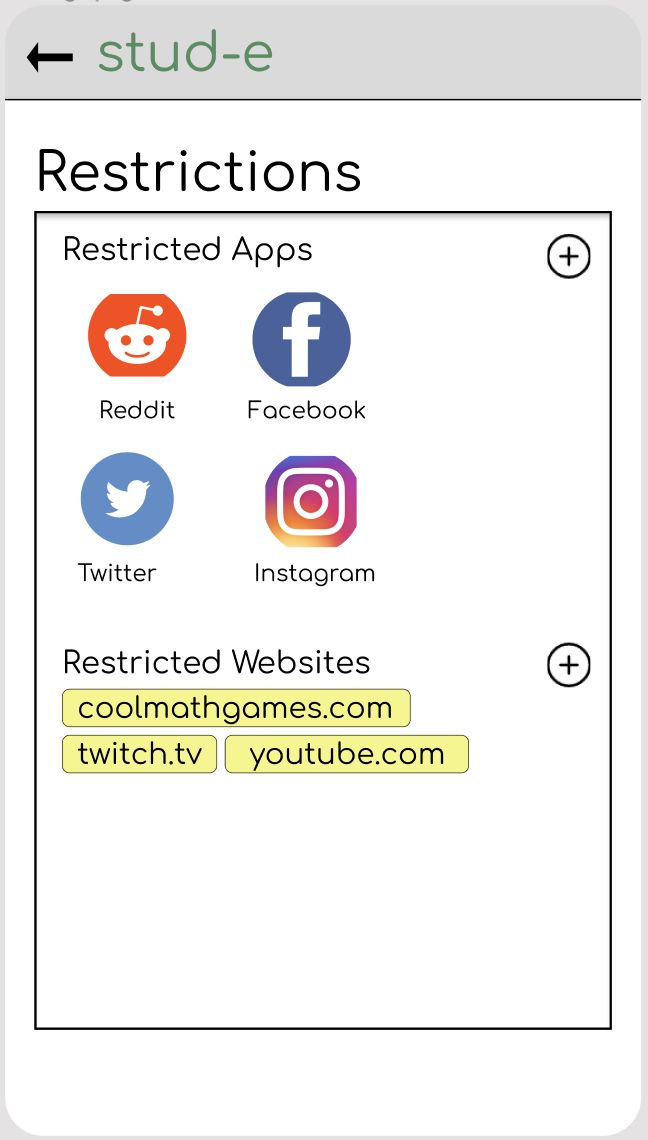 stud-e
Restrictions
Restricted Apps
Reddit Facebook
Twitter Instagram
Restricted Websites
coolmathgames.com
twitch.tv youtube.com